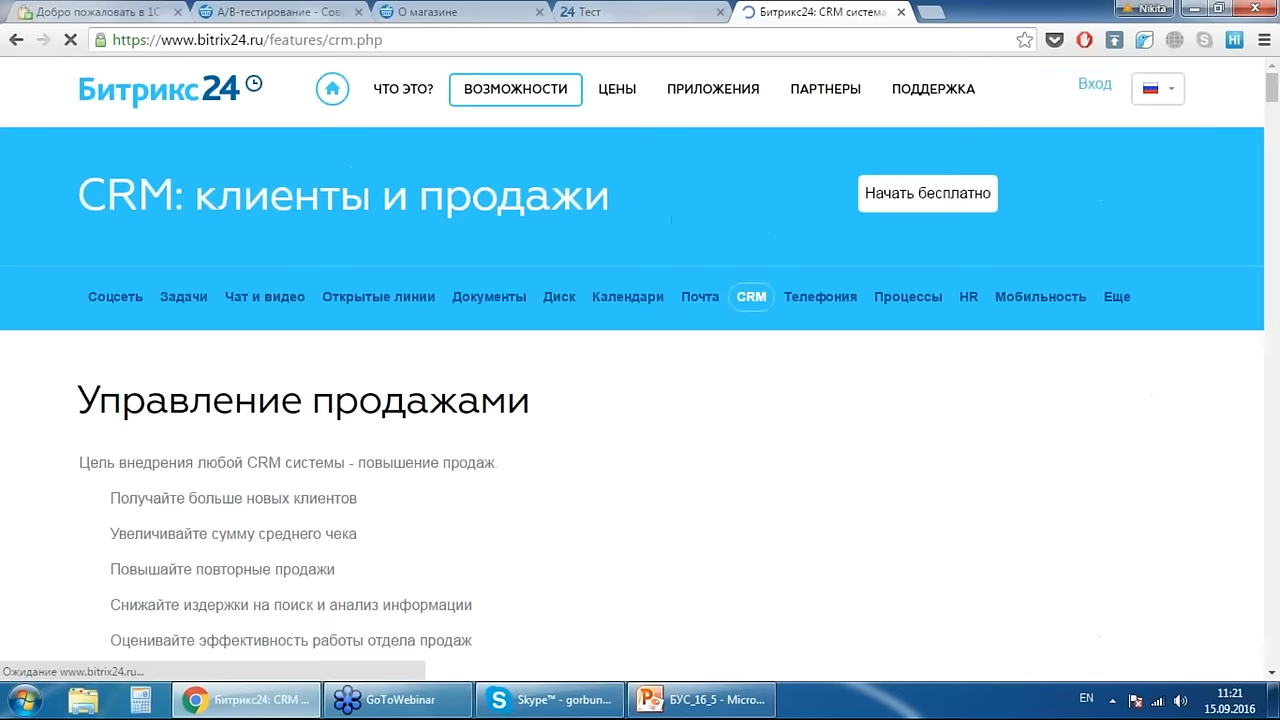 Добро пожаловать в 1С
A/B-тестирование - Сов
О магазине
24 Тест
Битрикс24: CRM система
Nikita
https://www.bitrix24.ru/features/crm.php
Битрикс24
ЧТО ЭТО?
ВОЗМОЖНОСТИ
ЦЕНЫ
ПРИЛОЖЕНИЯ
ПАРТНЕРЫ
ПОДДЕРЖКА
Вход
CRM: клиенты и продажи
Начать бесплатно
Соцсеть Задачи Чат и видео Открытые линии Документы Диск Календари Почта CRM Телефония Процессы HR Мобильность Еще
Управление продажами
Цель внедрения любой CRM системы - повышение продаж.
Получайте больше новых клиентов
Увеличивайте сумму среднего чека
Повышайте повторные продажи
Снижайте издержки на поиск и анализ информации
Оценивайте эффективность работы отдела продаж
Ожидание www.bitrix24.ru...
Битрикс24: CRM ...
GoToWebinar
Skype™ - gorbun...
БУС_16_5 - Micro...
EN
11:21
15.09.2016